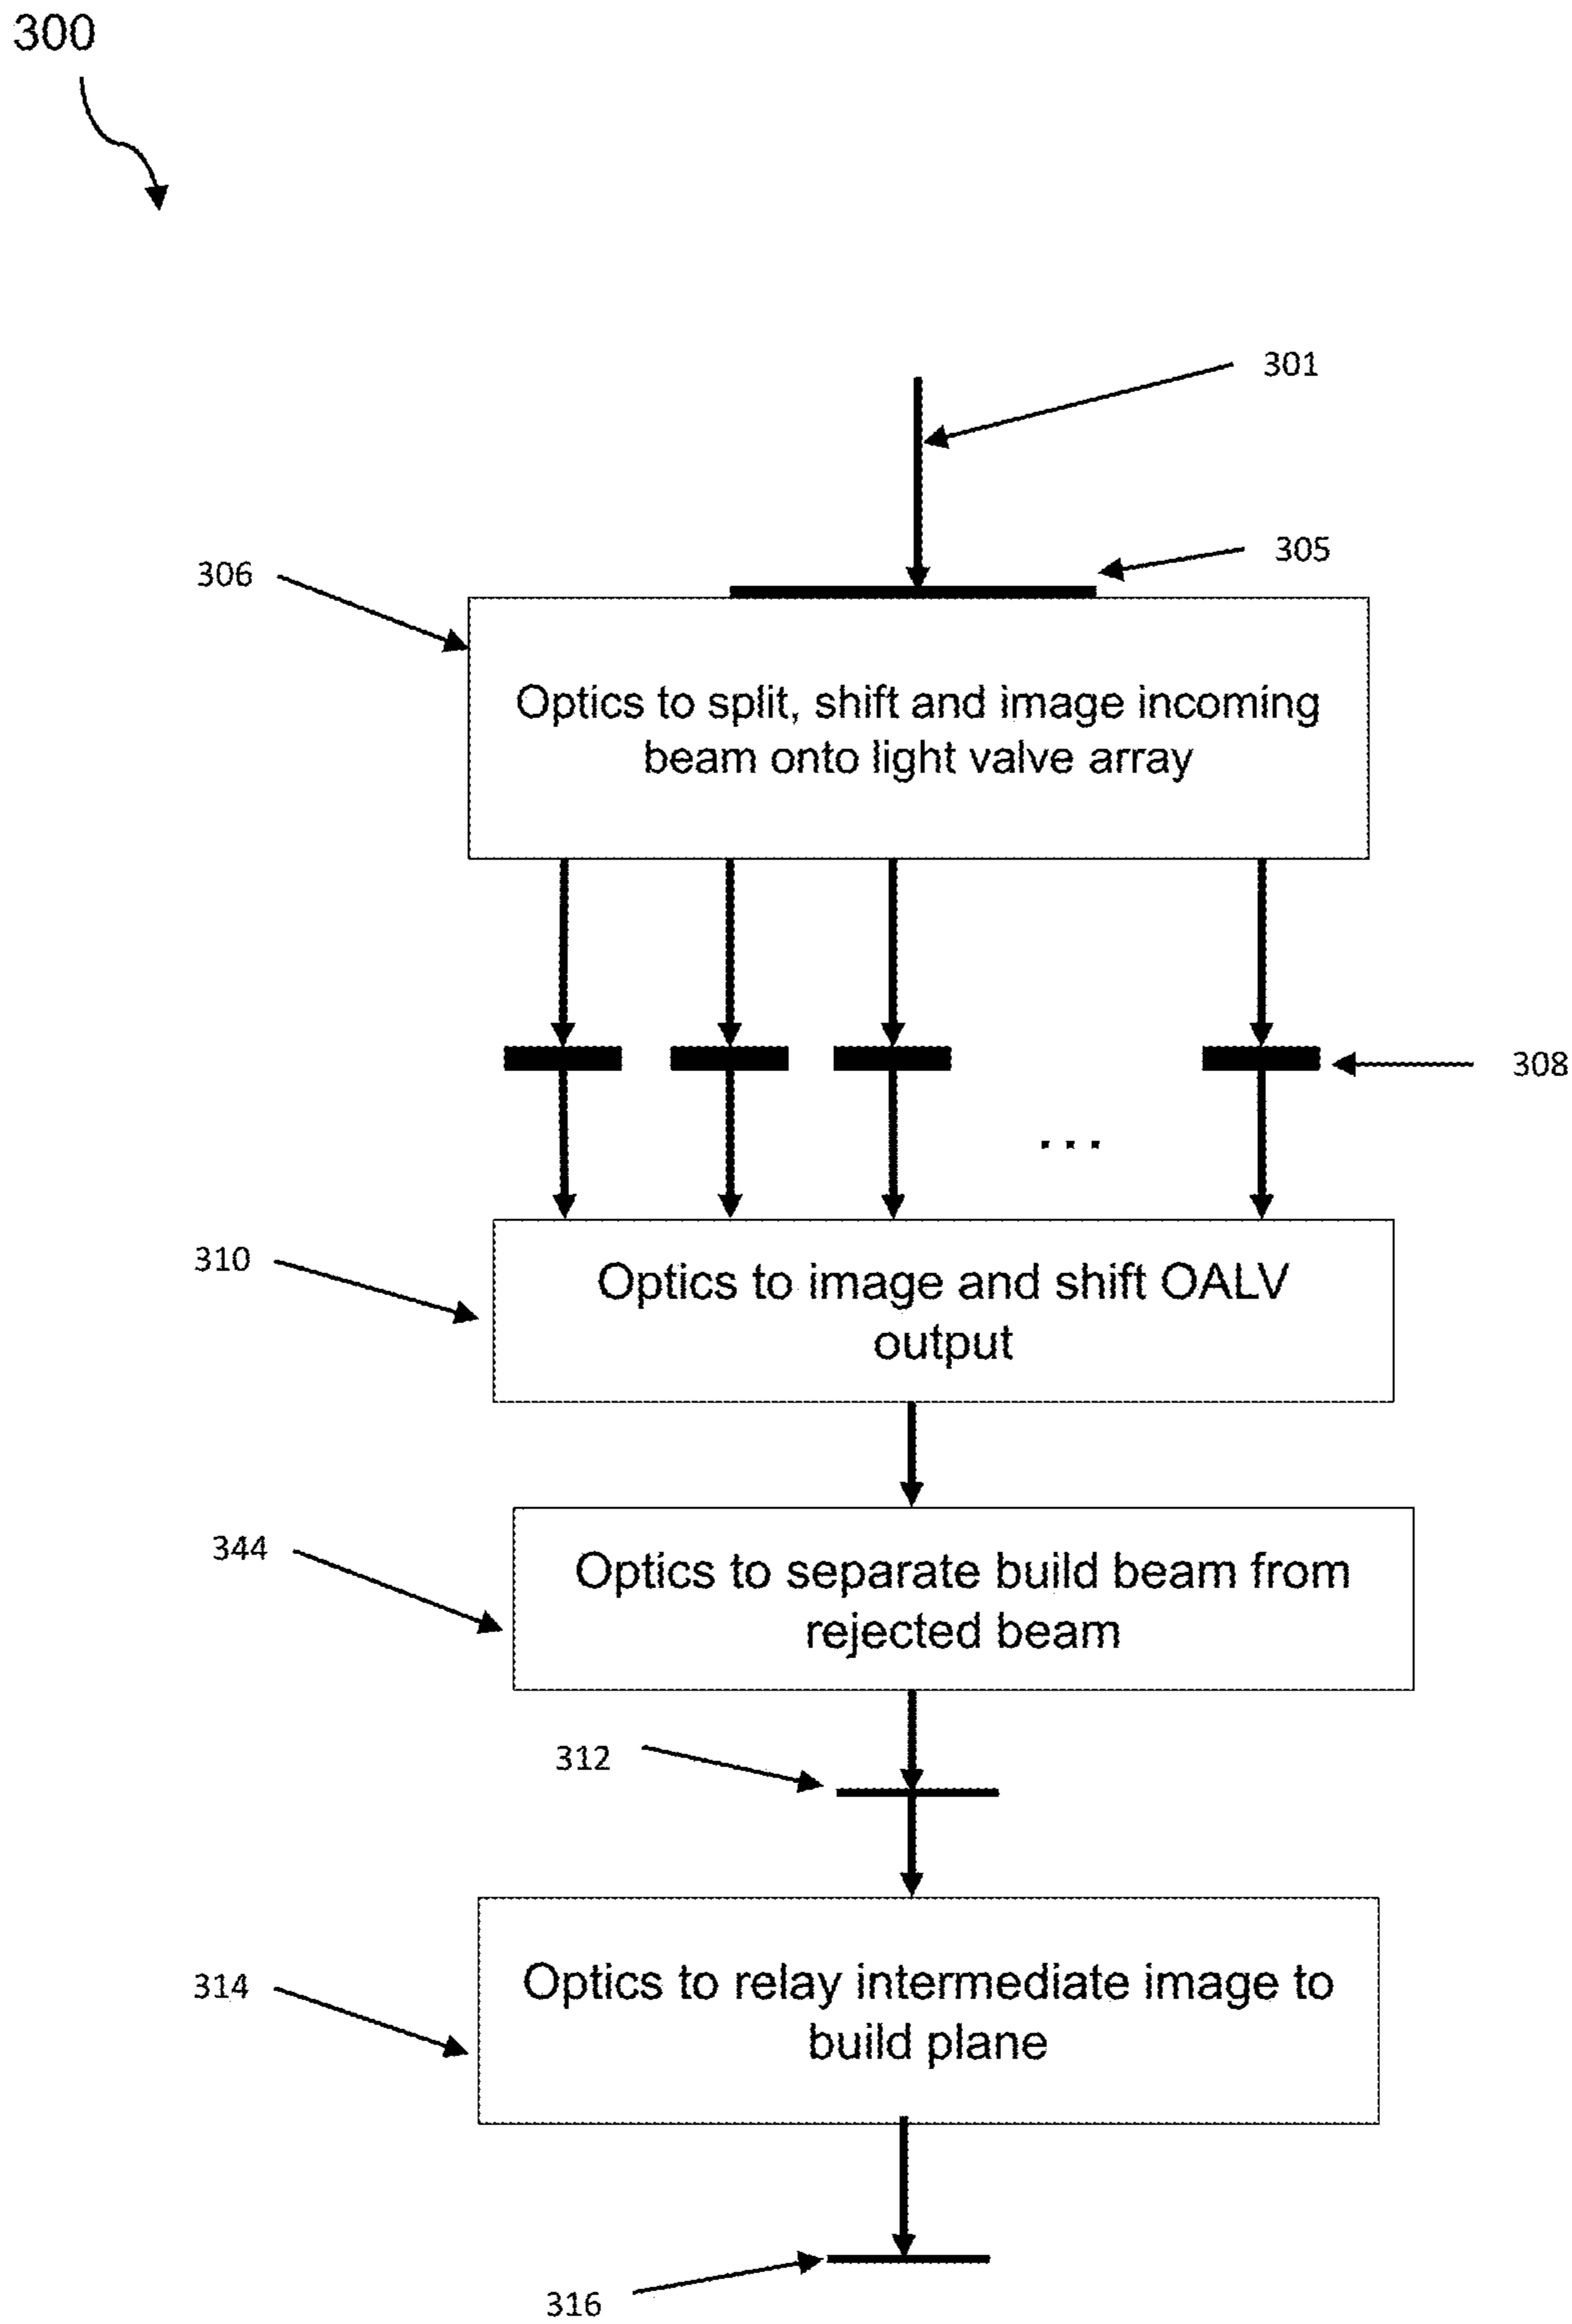 300
301
305
306
Optics to split, shift and image incoming
beam onto light valve array
308
...
310
Optics to image and shift OALV
output
344
Optics to separate build beam from
rejected beam
312
314
Optics to relay intermediate image to
build plane
316